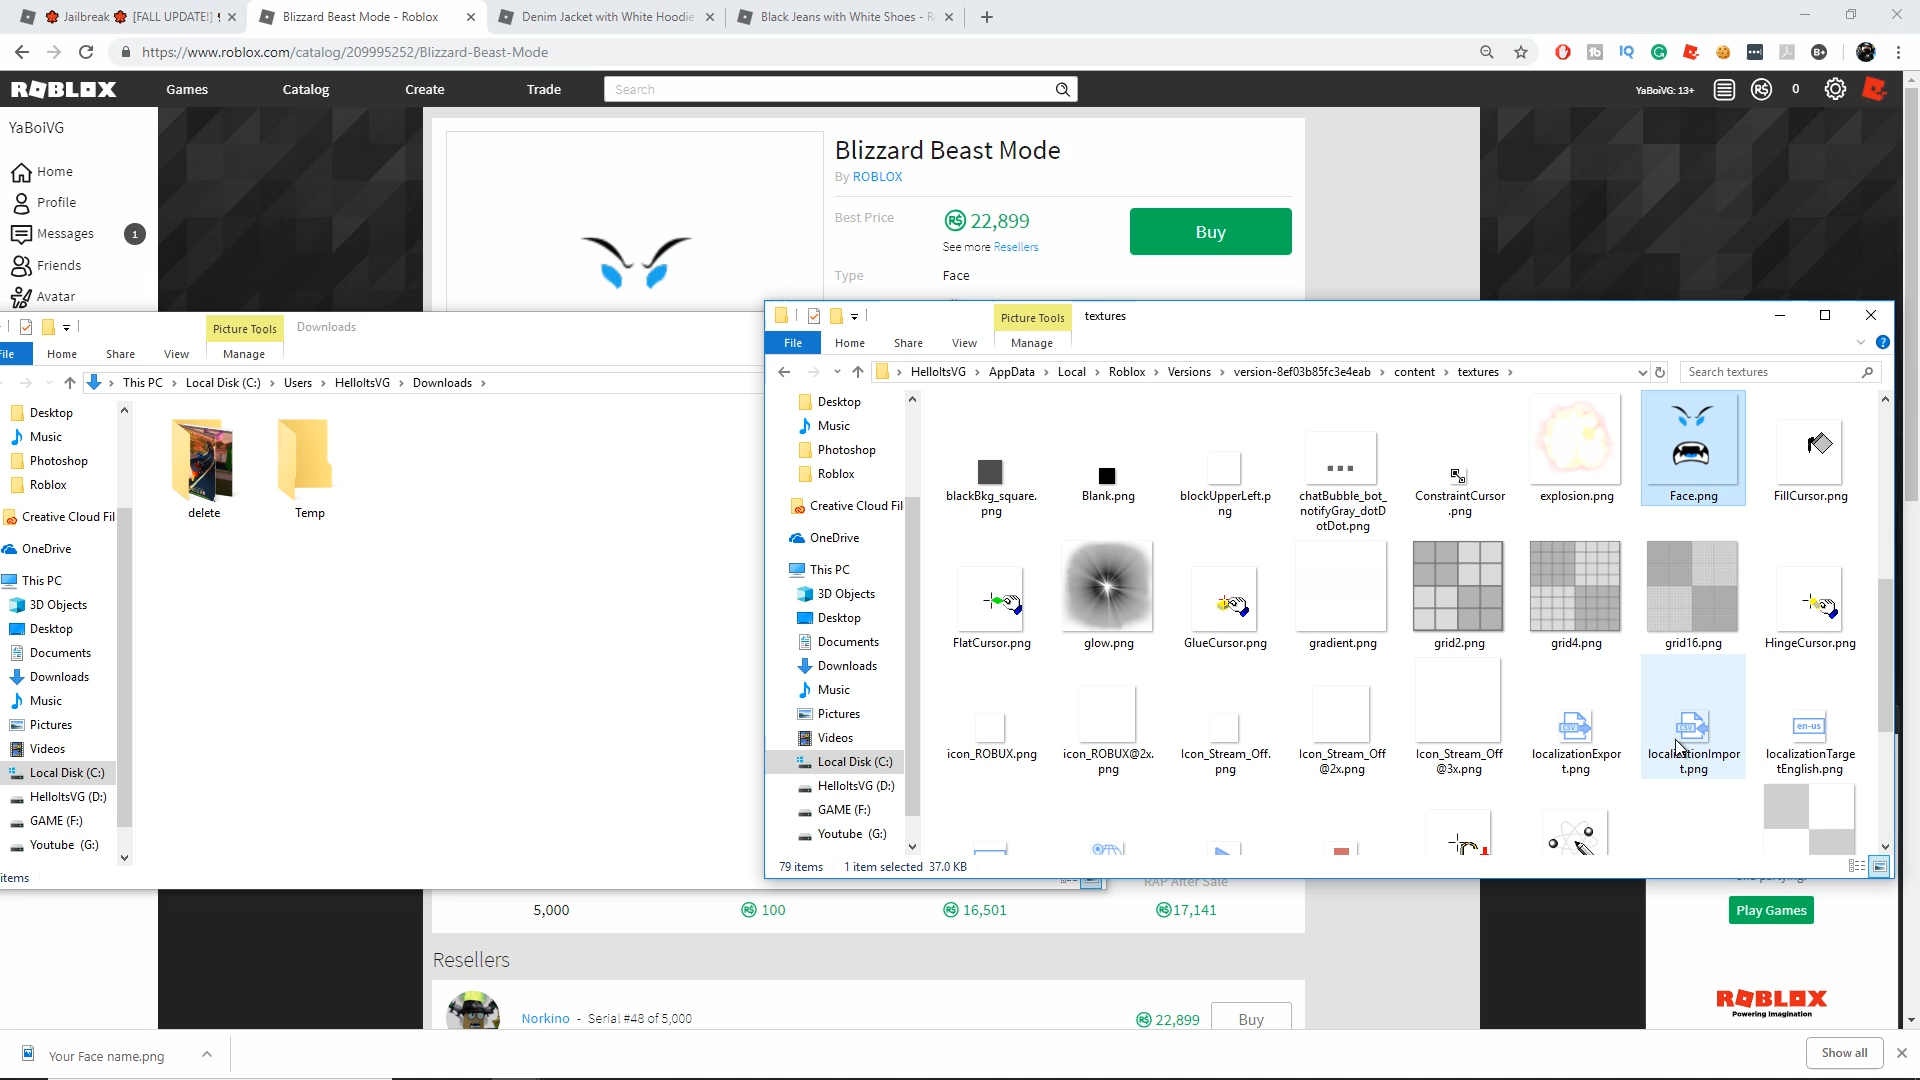 Jailbreak [FALL UPDATE!]
Blizzard Beast Mode - Roblox
Denim Jacket with White Hoodie
Black Jeans with White Shoes - R
https://www.roblox.com/catalog/209995252/Blizzard-Beast-Mode
ROBLOX
Games
Catalog
Create
Trade
Search
YaBoiVG: 13+
0
YaBoiVG
Home
Profile
Messages
1
Friends
Avatar
Blizzard Beast Mode
By ROBLOX
Best Price
22,899
See more Resellers
Buy
Type
Face
Picture Tools
Downloads
File
Home
Share
View
Manage
This PC
Local Disk (C:)
Users
HelloItsVG
Downloads
Desktop
Music
Photoshop
Roblox
Creative Cloud Fil
OneDrive
This PC
3D Objects
Desktop
Documents
Downloads
Music
Pictures
Videos
Local Disk (C:)
HelloItsVG (D:)
GAME (F:)
Youtube (G:)
delete
Temp
items
Picture Tools
textures
File
Home
Share
View
Manage
HelloItsVG
AppData
Local
Roblox
Versions
version-8ef03b85fc3e4eab
content
textures
Search textures
Desktop
Music
Photoshop
Roblox
Creative Cloud Fil
OneDrive
This PC
3D Objects
Desktop
Documents
Downloads
Music
Pictures
Videos
Local Disk (C:)
HelloItsVG (D:)
GAME (F:)
Youtube (G:)
blackBkg_square.
png
Blank.png
blockUpperLeft.p
ng
chatBubble_bot_
notifyGray_dotD
otDot.png
ConstraintCursor
.png
explosion.png
Face.png
FillCursor.png
FlatCursor.png
glow.png
GlueCursor.png
gradient.png
grid2.png
grid4.png
grid16.png
HingeCursor.png
icon_ROBUX.png
icon_ROBUX@2x.
png
Icon_Stream_Off.
png
Icon_Stream_Off
@2x.png
Icon_Stream_Off
@3x.png
CSV
localizationExpor
t.png
CSV
localizationImpor
t.png
en-us
localizationTarge
tEnglish.png
79 items
1 item selected 37.0 KB
RAP After Sale
5,000
100
16,501
17,141
Play Games
Resellers
Norkino - Serial #48 of 5,000
22,899
Buy
ROBLOX
Powering Imagination
Your Face name.png
Show all